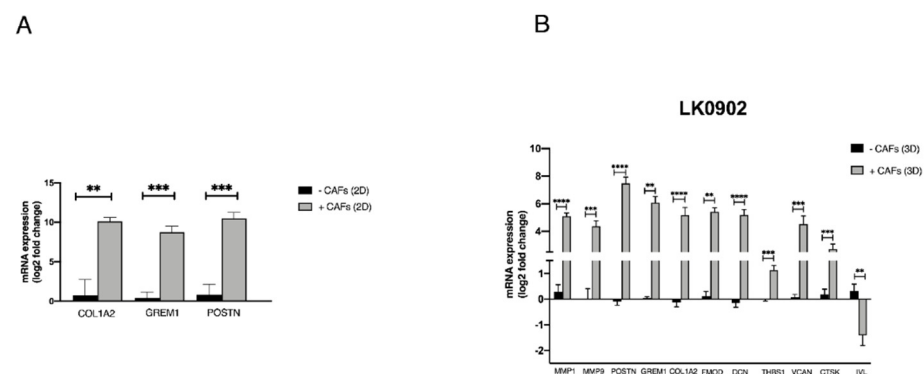 A
B
LK0902
mRNA expression
(log2 fold change)
15
10
5
0
**
***
***
- CAFs (2D)
+ CAFs (2D)
COL1A2 GREM1 POSTN
mRNA expression
(log2 fold change)
10
8
6
4
1
0
-1
-2
****
***
****
**
****
**
****
***
***
***
**
- CAFs (3D)
+ CAFs (3D)
MMP1 MMP9 POSTN GREM1 COL1A2 FMOD DCN THBS1 VCAN CTSK IVL